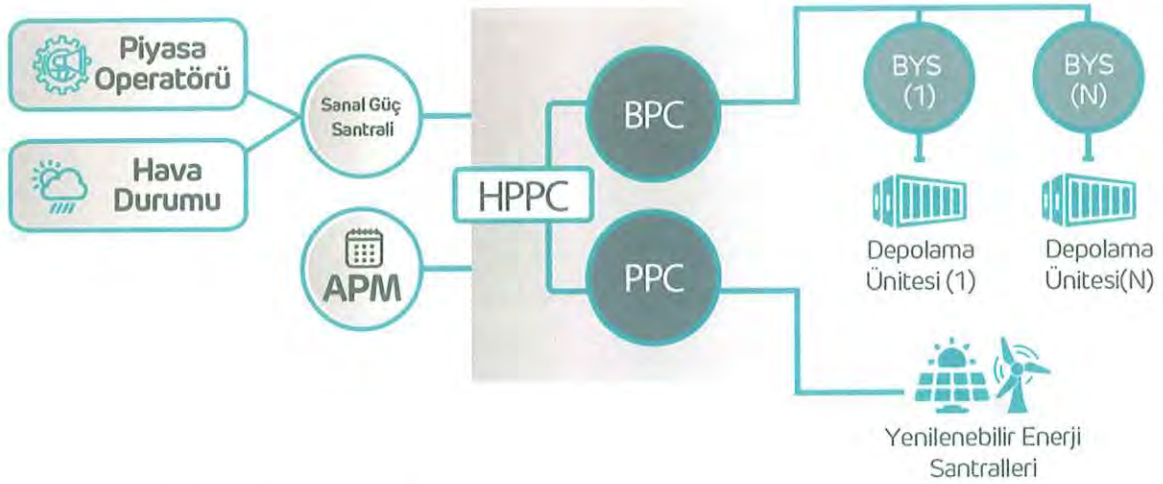 Piyasa
Operatörü
Hava
Durumu
Sanal Güç
Santrali
APM
HPPC
BPC
PPC
BYS
(1)
BYS
(N)
Depolama
Ünitesi (1)
Depolama
Ünitesi(N)
Yenilenebilir Enerji
Santralleri